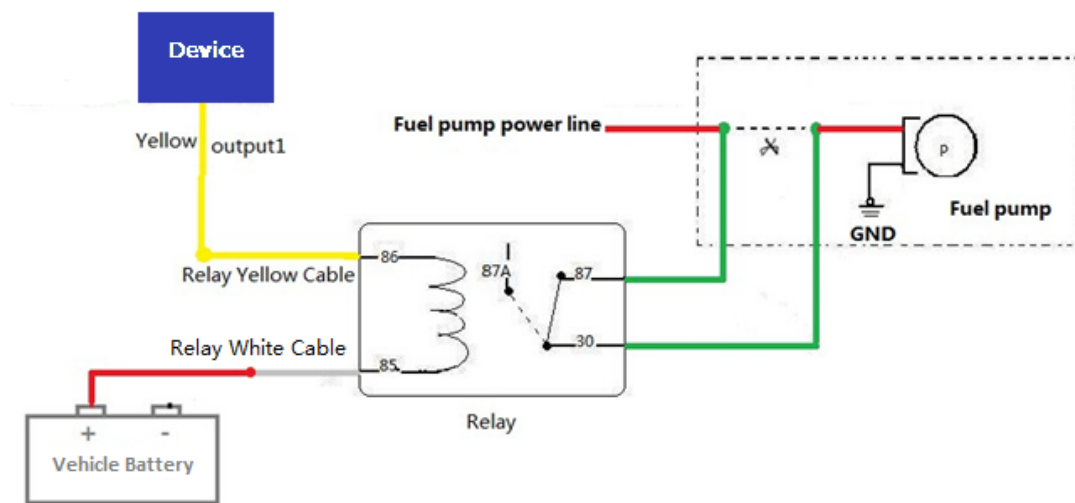 Device
Yellow
output1
Fuel pump power line
P
Fuel pump
GND
86
87A
87
30
85
Relay Yellow Cable
Relay White Cable
Relay
+ -
Vehicle Battery